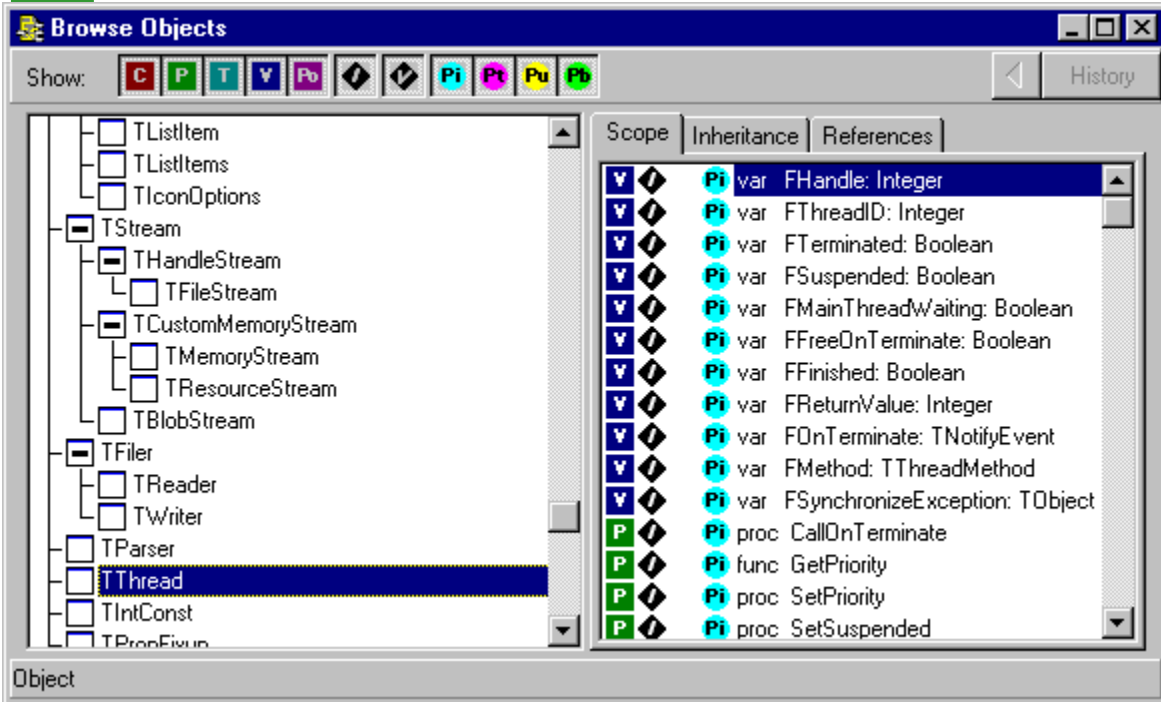 Browse Objects
Show: C P T V Po I V Pi Pt Pu Pb History
Scope Inheritance References
TListItem
TListItems
TIconOptions
TStream
THandleStream
TFileStream
TCustomMemoryStream
TMemoryStream
TResourceStream
TBlobStream
TFiler
TReader
TWriter
TParser
TThread
TIntConst
TPropFixup
V I Pi var FHandle: Integer
V I Pi var FThreadID: Integer
V I Pi var FTerminated: Boolean
V I Pi var FSuspended: Boolean
V I Pi var FMainThreadWaiting: Boolean
V I Pi var FFreeOnTerminate: Boolean
V I Pi var FFinished: Boolean
V I Pi var FReturnValue: Integer
V I Pi var FOnTerminate: TNotifyEvent
V I Pi var FMethod: TThreadMethod
V I Pi var FSynchronizeException: TObject
P I Pi proc CallOnTerminate
P I Pi func GetPriority
P I Pi proc SetPriority
P I Pi proc SetSuspended
Object